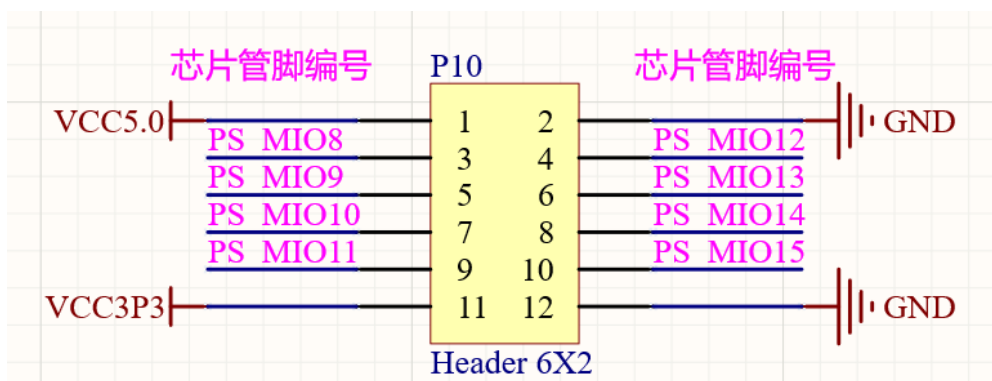 芯片管脚编号 P10 芯片管脚编号
VCC5.0 1 2 GND
PS_MIO8 3 4 PS_MIO12
PS_MIO9 5 6 PS_MIO13
PS_MIO10 7 8 PS_MIO14
PS_MIO11 9 10 PS_MIO15
VCC3P3 11 12 GND
Header 6X2